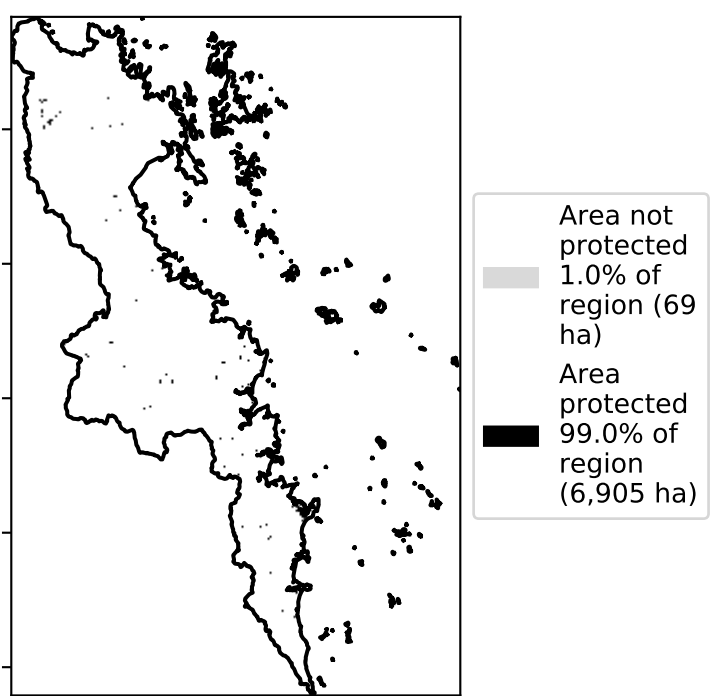 Area not
protected
1.0% of
region (69
ha)
Area
protected
99.0% of
region
(6,905 ha)